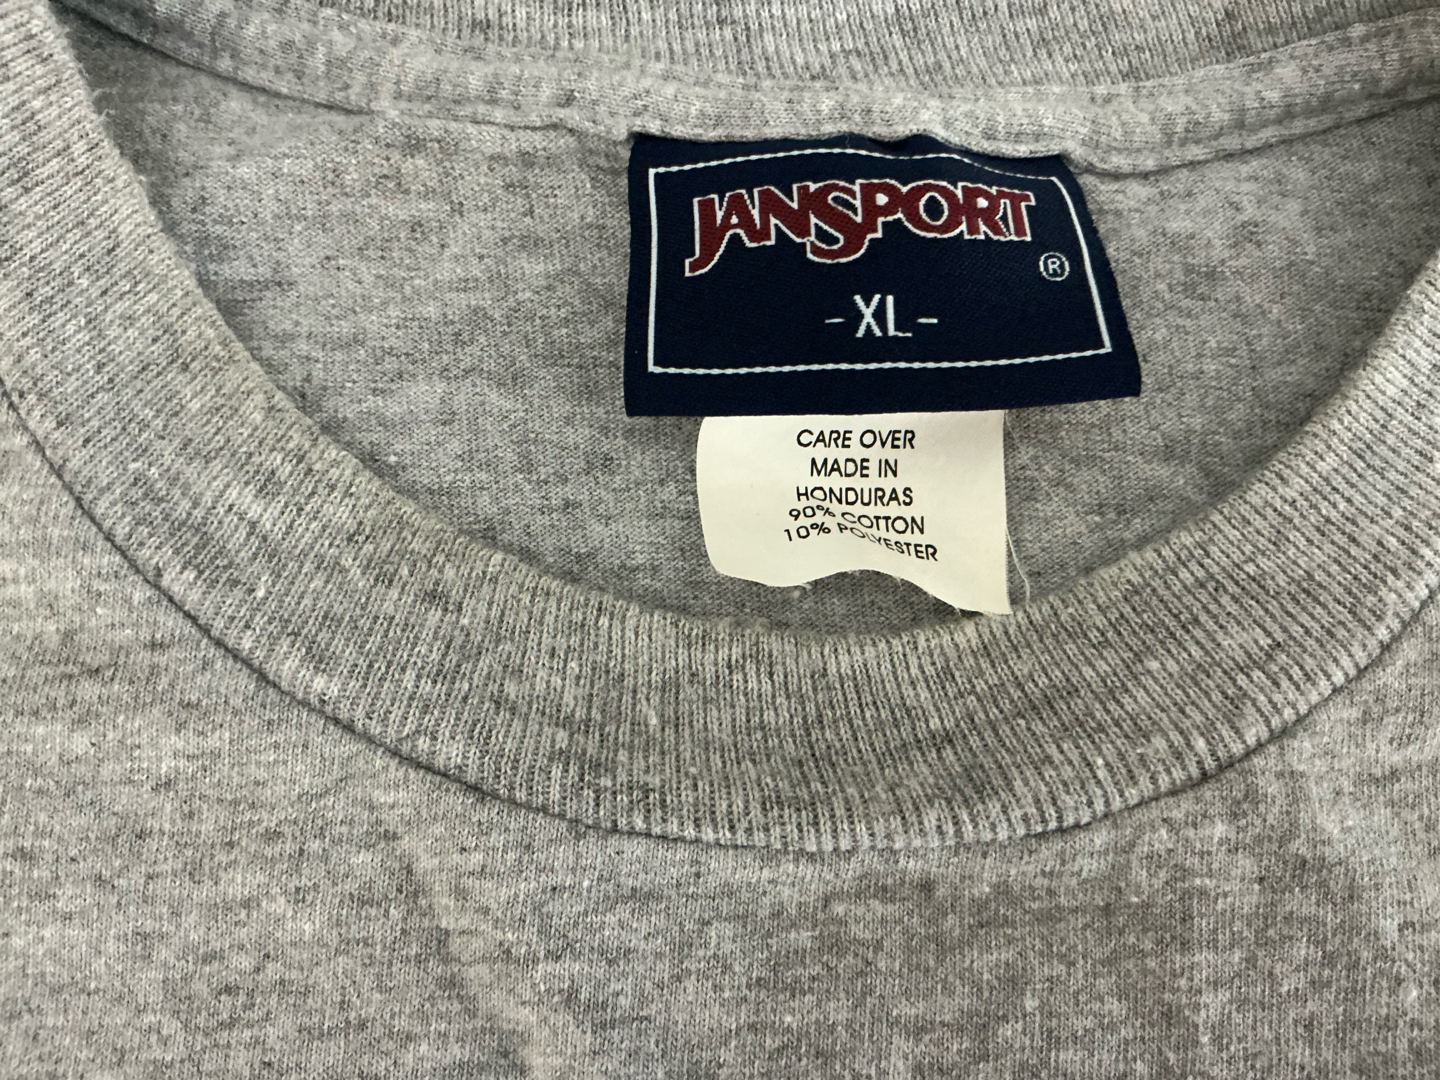 JANSPORT
®
-XL-
CARE OVER
MADE IN
HONDURAS
90% COTTON
10% POLYESTER